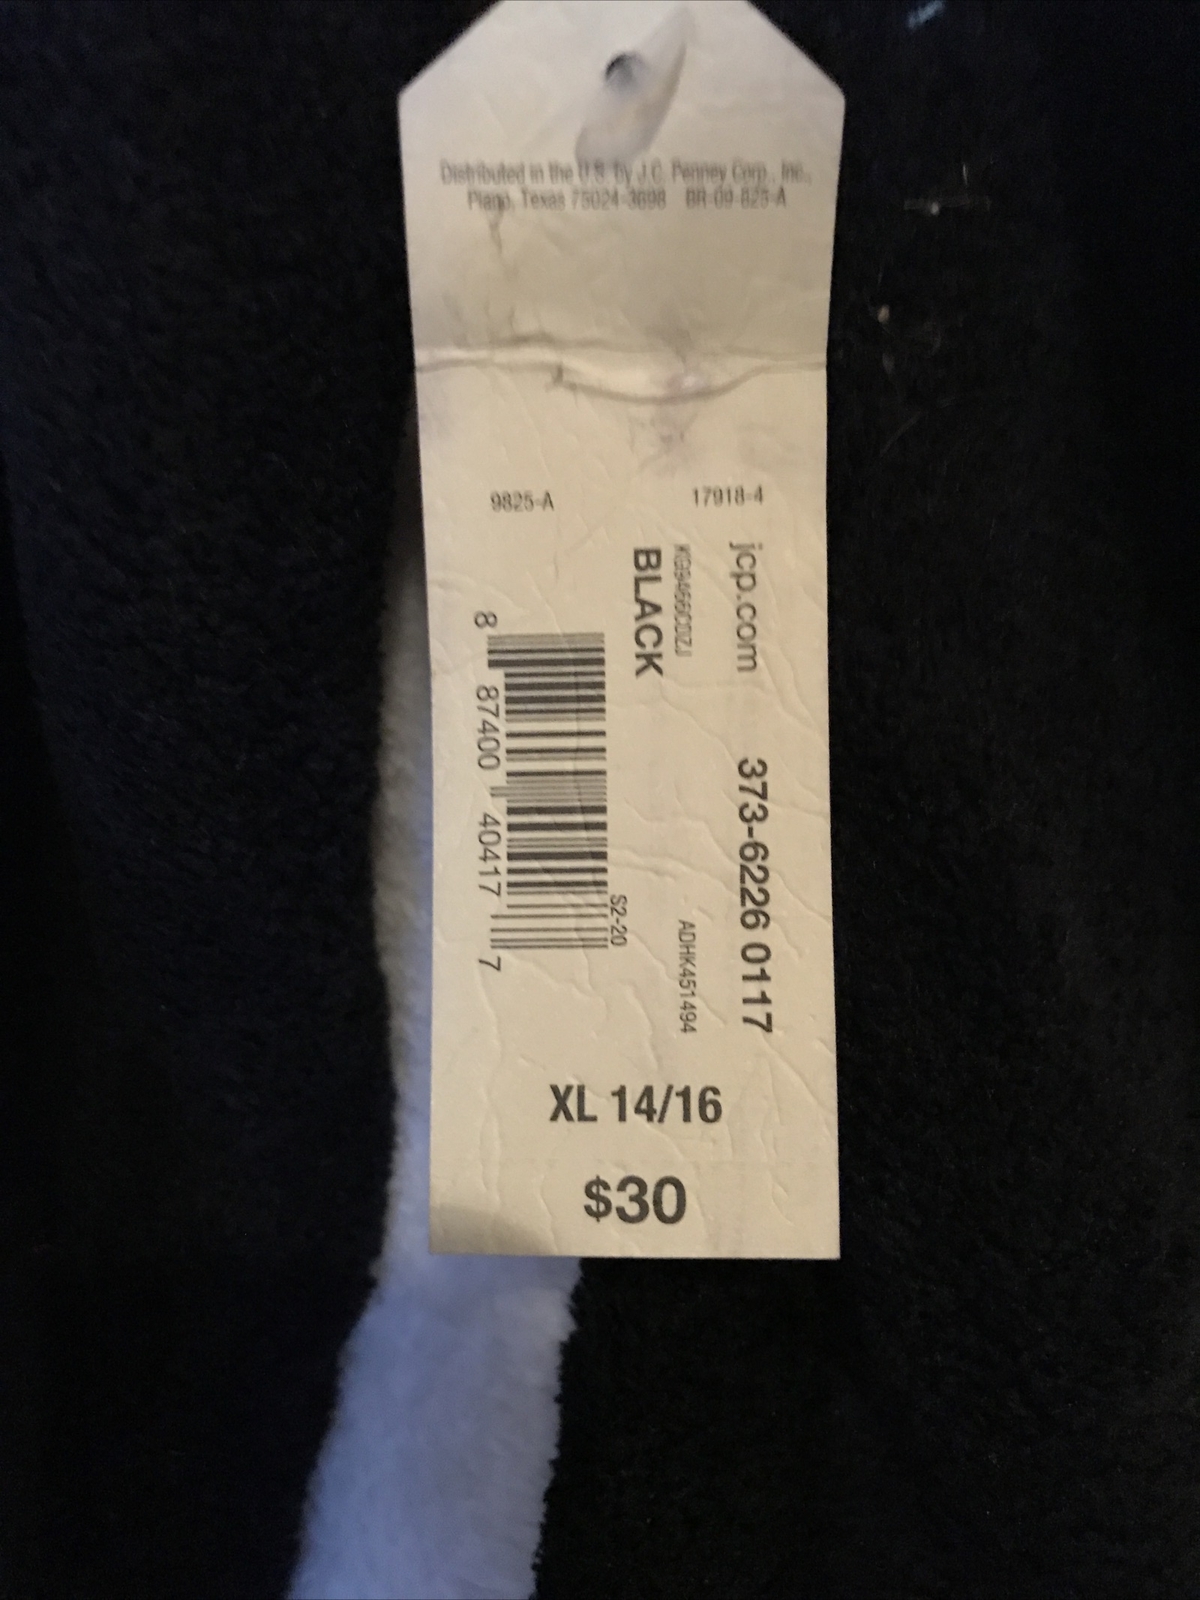 Distributed in the U.S. by J.C. Penney Corp., Inc.,
Plano, Texas 75024-3698 BR-09-825-A
9825-A 17918-4
jcp.com 373-6226 0117
ADHK451494
BLACK
S2-20
8 87400 40417 7
XL 14/16
$30